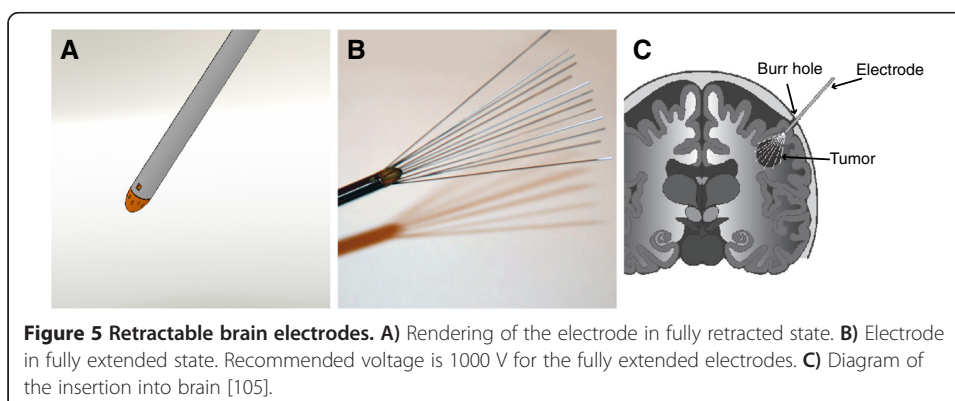 A
B
C
Burr hole
Electrode
Tumor
Figure 5 Retractable brain electrodes. A) Rendering of the electrode in fully retracted state. B) Electrode
in fully extended state. Recommended voltage is 1000 V for the fully extended electrodes. C) Diagram of
the insertion into brain [105].